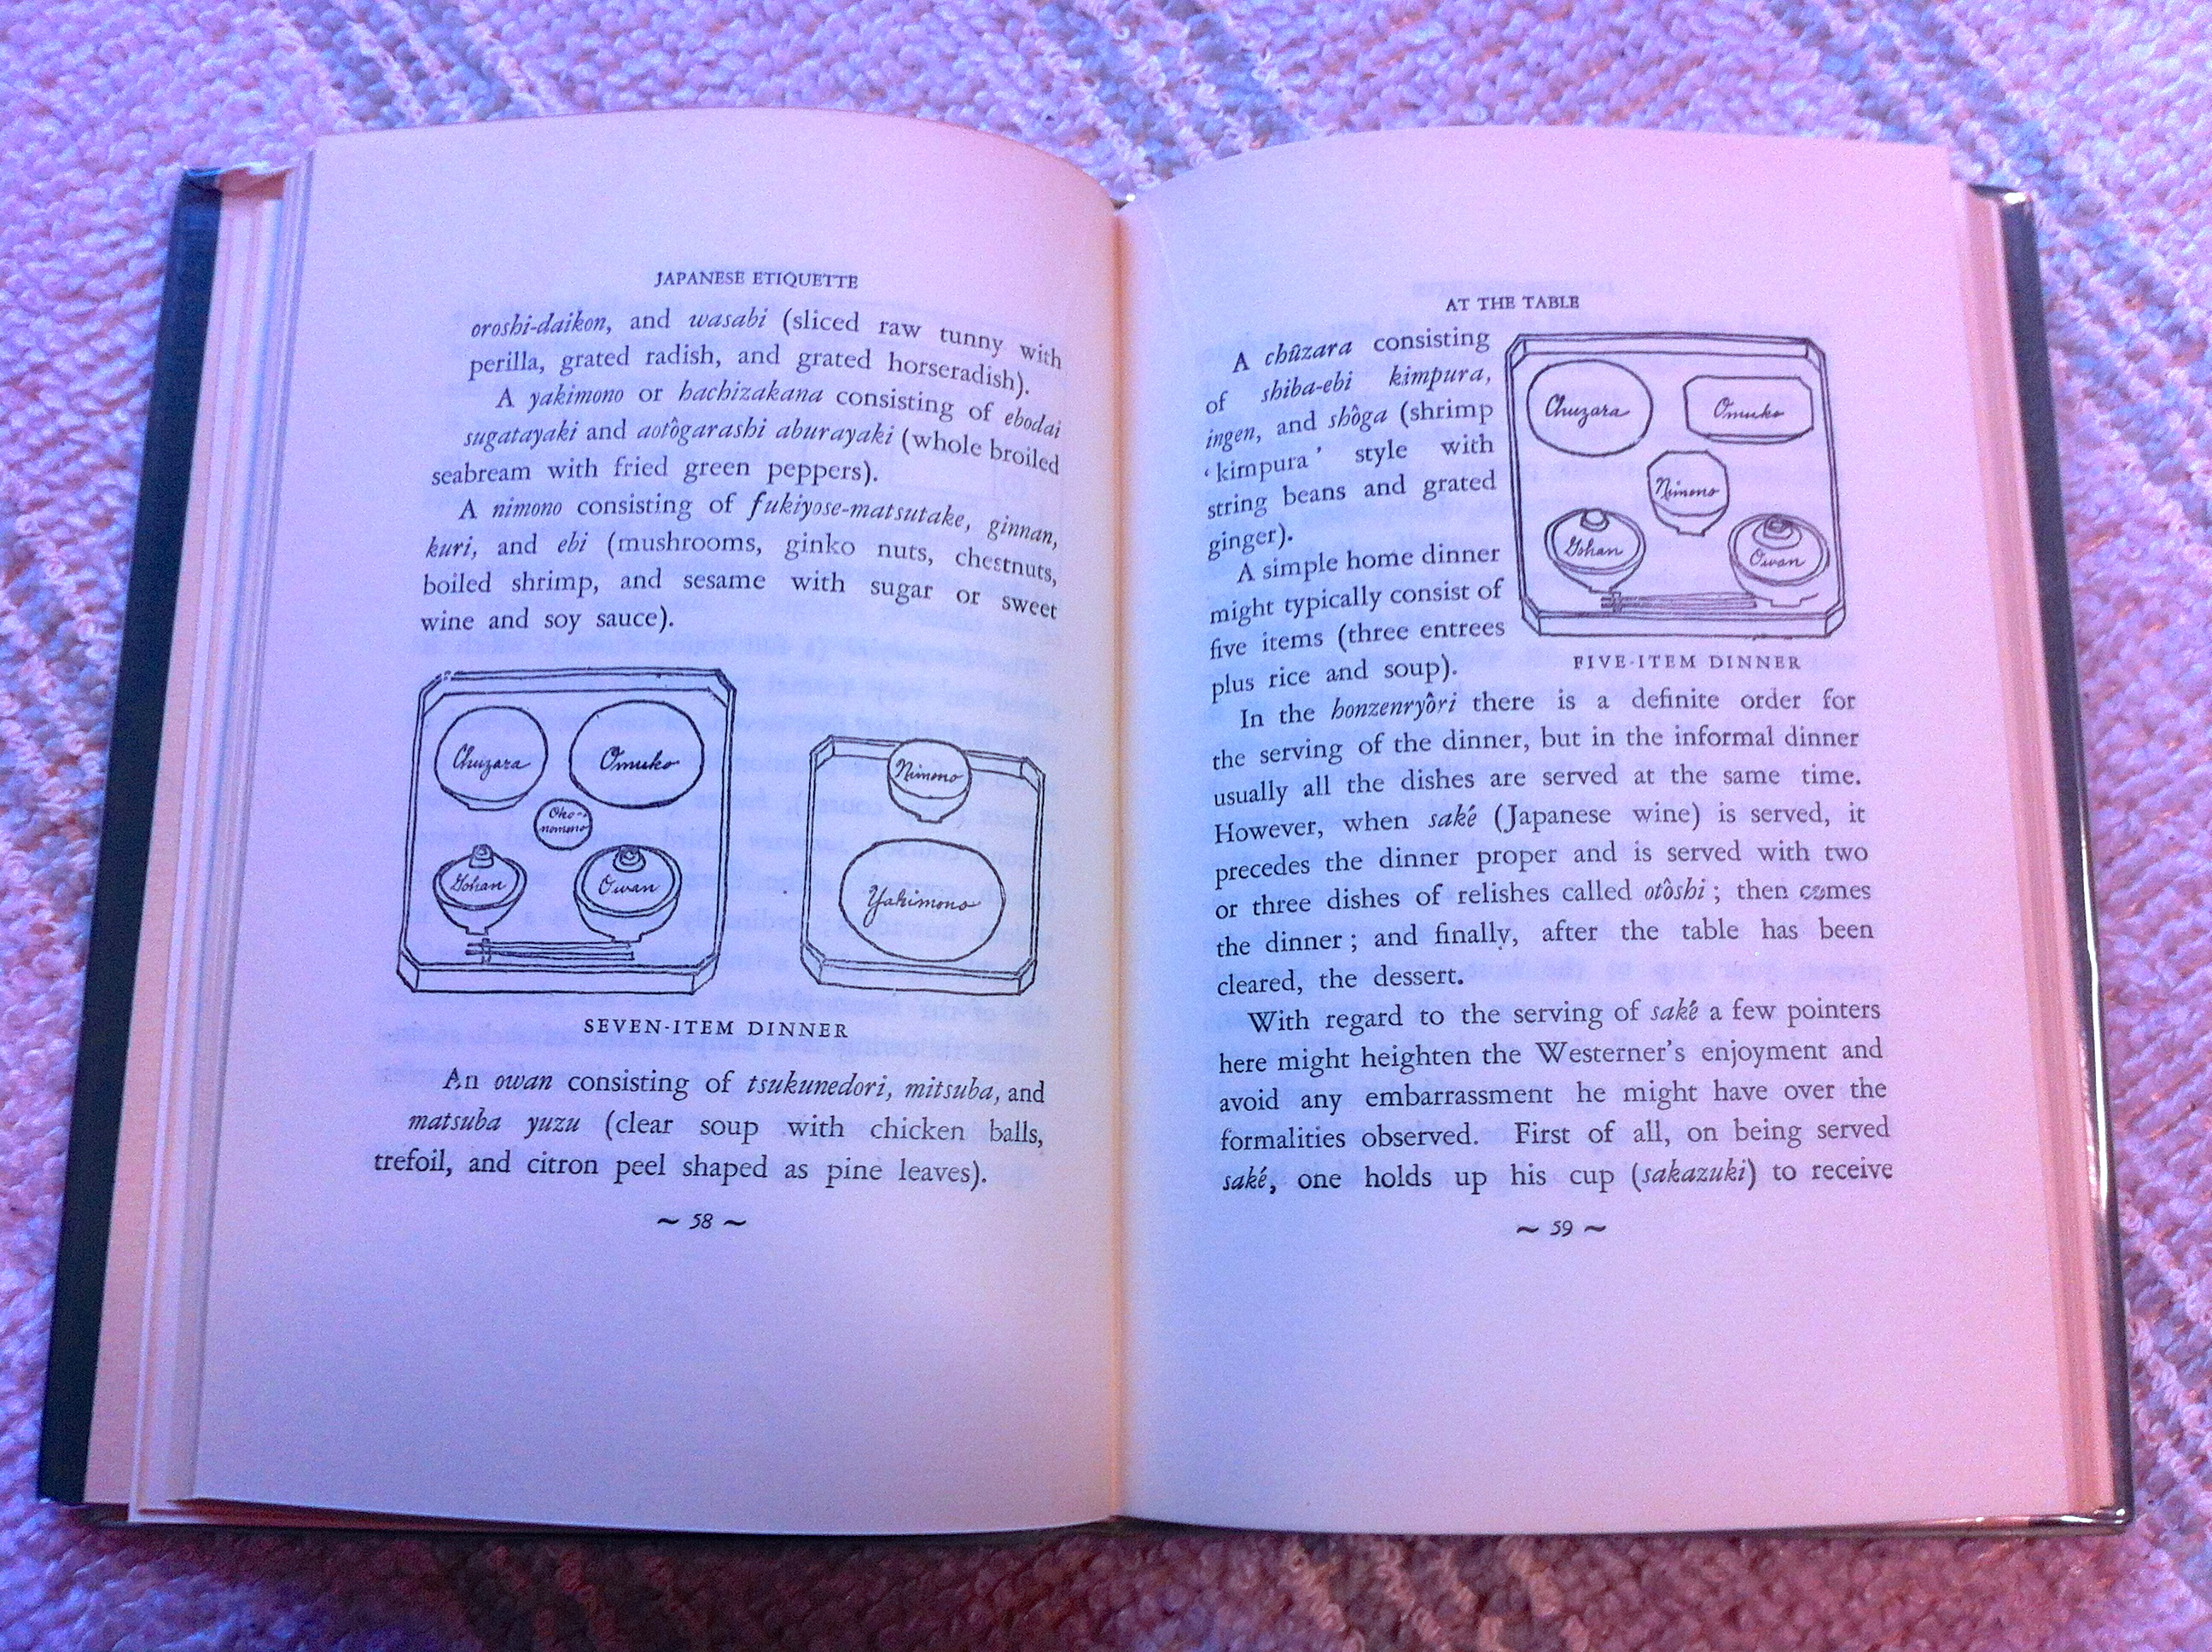 JAPANESE ETIQUETTE
oroshi-daikon, and wasabi (sliced raw tunny with
perilla, grated radish, and grated horseradish).
A yakimono or hachizakana consisting of ebodai
sugatayaki and aotôgarashi aburayaki (whole broiled
seabream with fried green peppers).
A nimono consisting of fukiyose-matsutake, ginnan,
kuri, and ebi (mushrooms, ginko nuts, chestnuts,
boiled shrimp, and sesame with sugar or sweet
wine and soy sauce).
Chuzara
Omuko
Oko-
nomono
Gohan
Owan
Nimono
Yakimono
SEVEN-ITEM DINNER
An owan consisting of tsukunedori, mitsuba, and
matsuba yuzu (clear soup with chicken balls,
trefoil, and citron peel shaped as pine leaves).
~ 58 ~
AT THE TABLE
A chûzara consisting
of shiba-ebi kimpura,
ingen, and shôga (shrimp
‘kimpura’ style with
string beans and grated
ginger).
A simple home dinner
might typically consist of
five items (three entrees
plus rice and soup).
Chuzara
Omuko
Nimono
Gohan
Owan
FIVE-ITEM DINNER
In the honzenryôri there is a definite order for
the serving of the dinner, but in the informal dinner
usually all the dishes are served at the same time.
However, when saké (Japanese wine) is served, it
precedes the dinner proper and is served with two
or three dishes of relishes called otôshi; then comes
the dinner; and finally, after the table has been
cleared, the dessert.
With regard to the serving of saké a few pointers
here might heighten the Westerner's enjoyment and
avoid any embarrassment he might have over the
formalities observed. First of all, on being served
saké, one holds up his cup (sakazuki) to receive
~ 59 ~